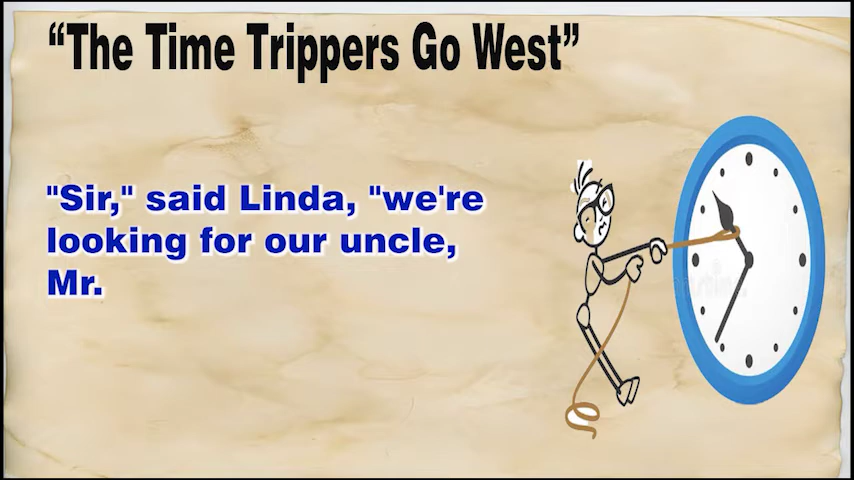 “The Time Trippers Go West”
"Sir," said Linda, "we're
looking for our uncle,
Mr.